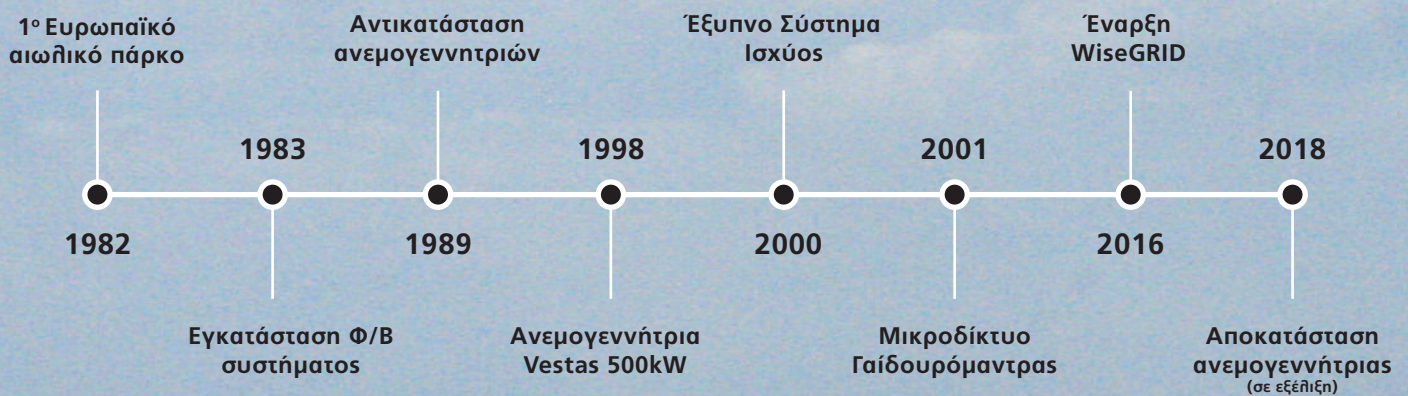 1ο Ευρωπαϊκό
αιωλικό πάρκο
1982
1983
Εγκατάσταση Φ/Β
συστήματος
Αντικατάσταση
ανεμογεννητριών
1989
1998
Ανεμογεννήτρια
Vestas 500kW
Έξυπνο Σύστημα
Ισχύος
2000
2001
Μικροδίκτυο
Γαίδουρόμαντρας
Έναρξη
WiseGRID
2016
2018
Αποκατάσταση
ανεμογεννήτριας
(σε εξέλιξη)